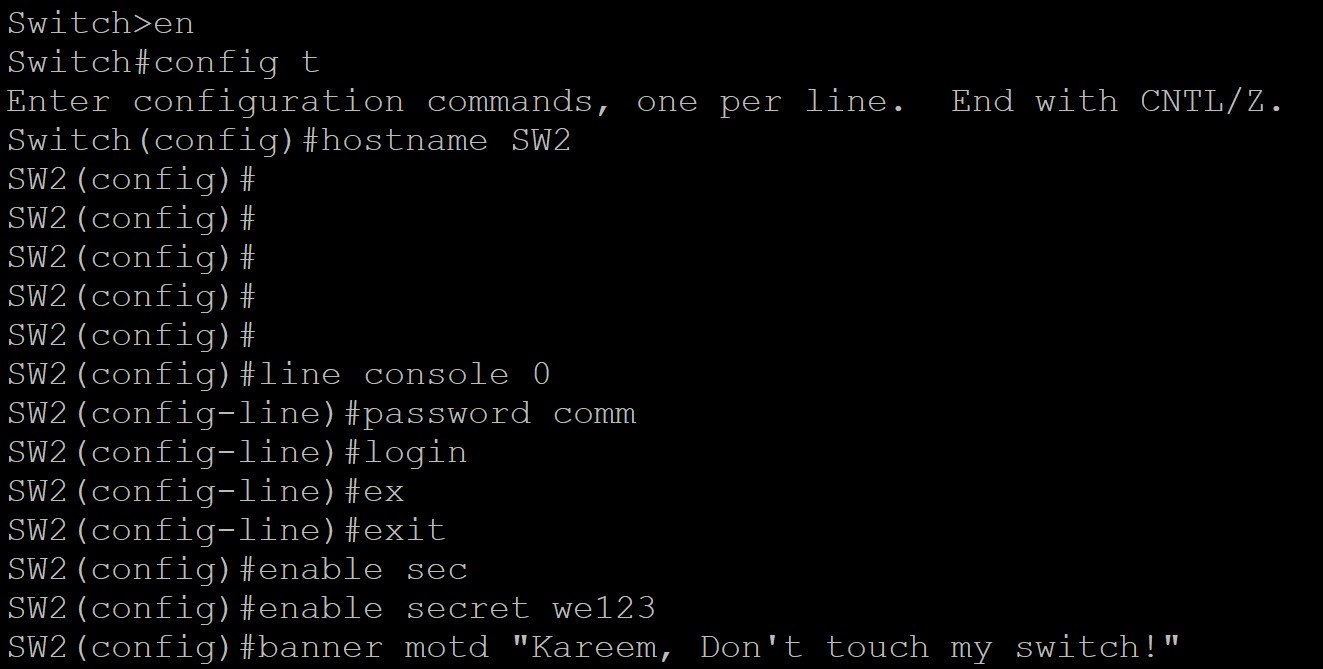 Switch>en
Switch#config t
Enter configuration commands, one per line.  End with CNTL/Z.
Switch(config)#hostname SW2
SW2(config)#
SW2(config)#
SW2(config)#
SW2(config)#
SW2(config)#
SW2(config)#line console 0
SW2(config-line)#password comm
SW2(config-line)#login
SW2(config-line)#ex
SW2(config-line)#exit
SW2(config)#enable sec
SW2(config)#enable secret we123
SW2(config)#banner motd "Kareem, Don't touch my switch!"